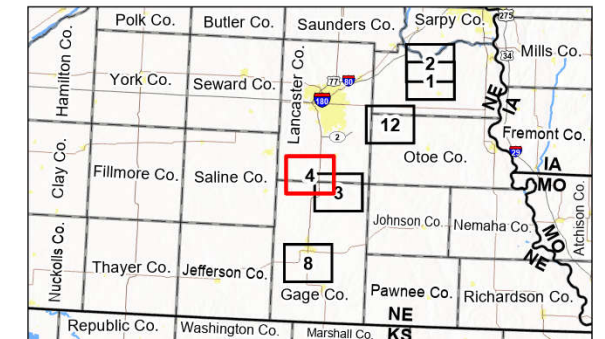 Polk Co.
Butler Co.
Saunders Co.
Sarpy Co.
275
Mills Co.
34
Hamilton Co.
York Co.
Seward Co.
Lancaster Co.
77
80
180
2
2
1
12
NE
IA
Fremont Co.
29
Otoe Co.
IA
MO
Clay Co.
Fillmore Co.
Saline Co.
4
3
Johnson Co.
Nemaha Co.
Atchison Co.
MO
NE
Nuckolls Co.
Thayer Co.
Jefferson Co.
8
Gage Co.
Pawnee Co.
Richardson Co.
NE
KS
Republic Co.
Washington Co.
Marshall Co.